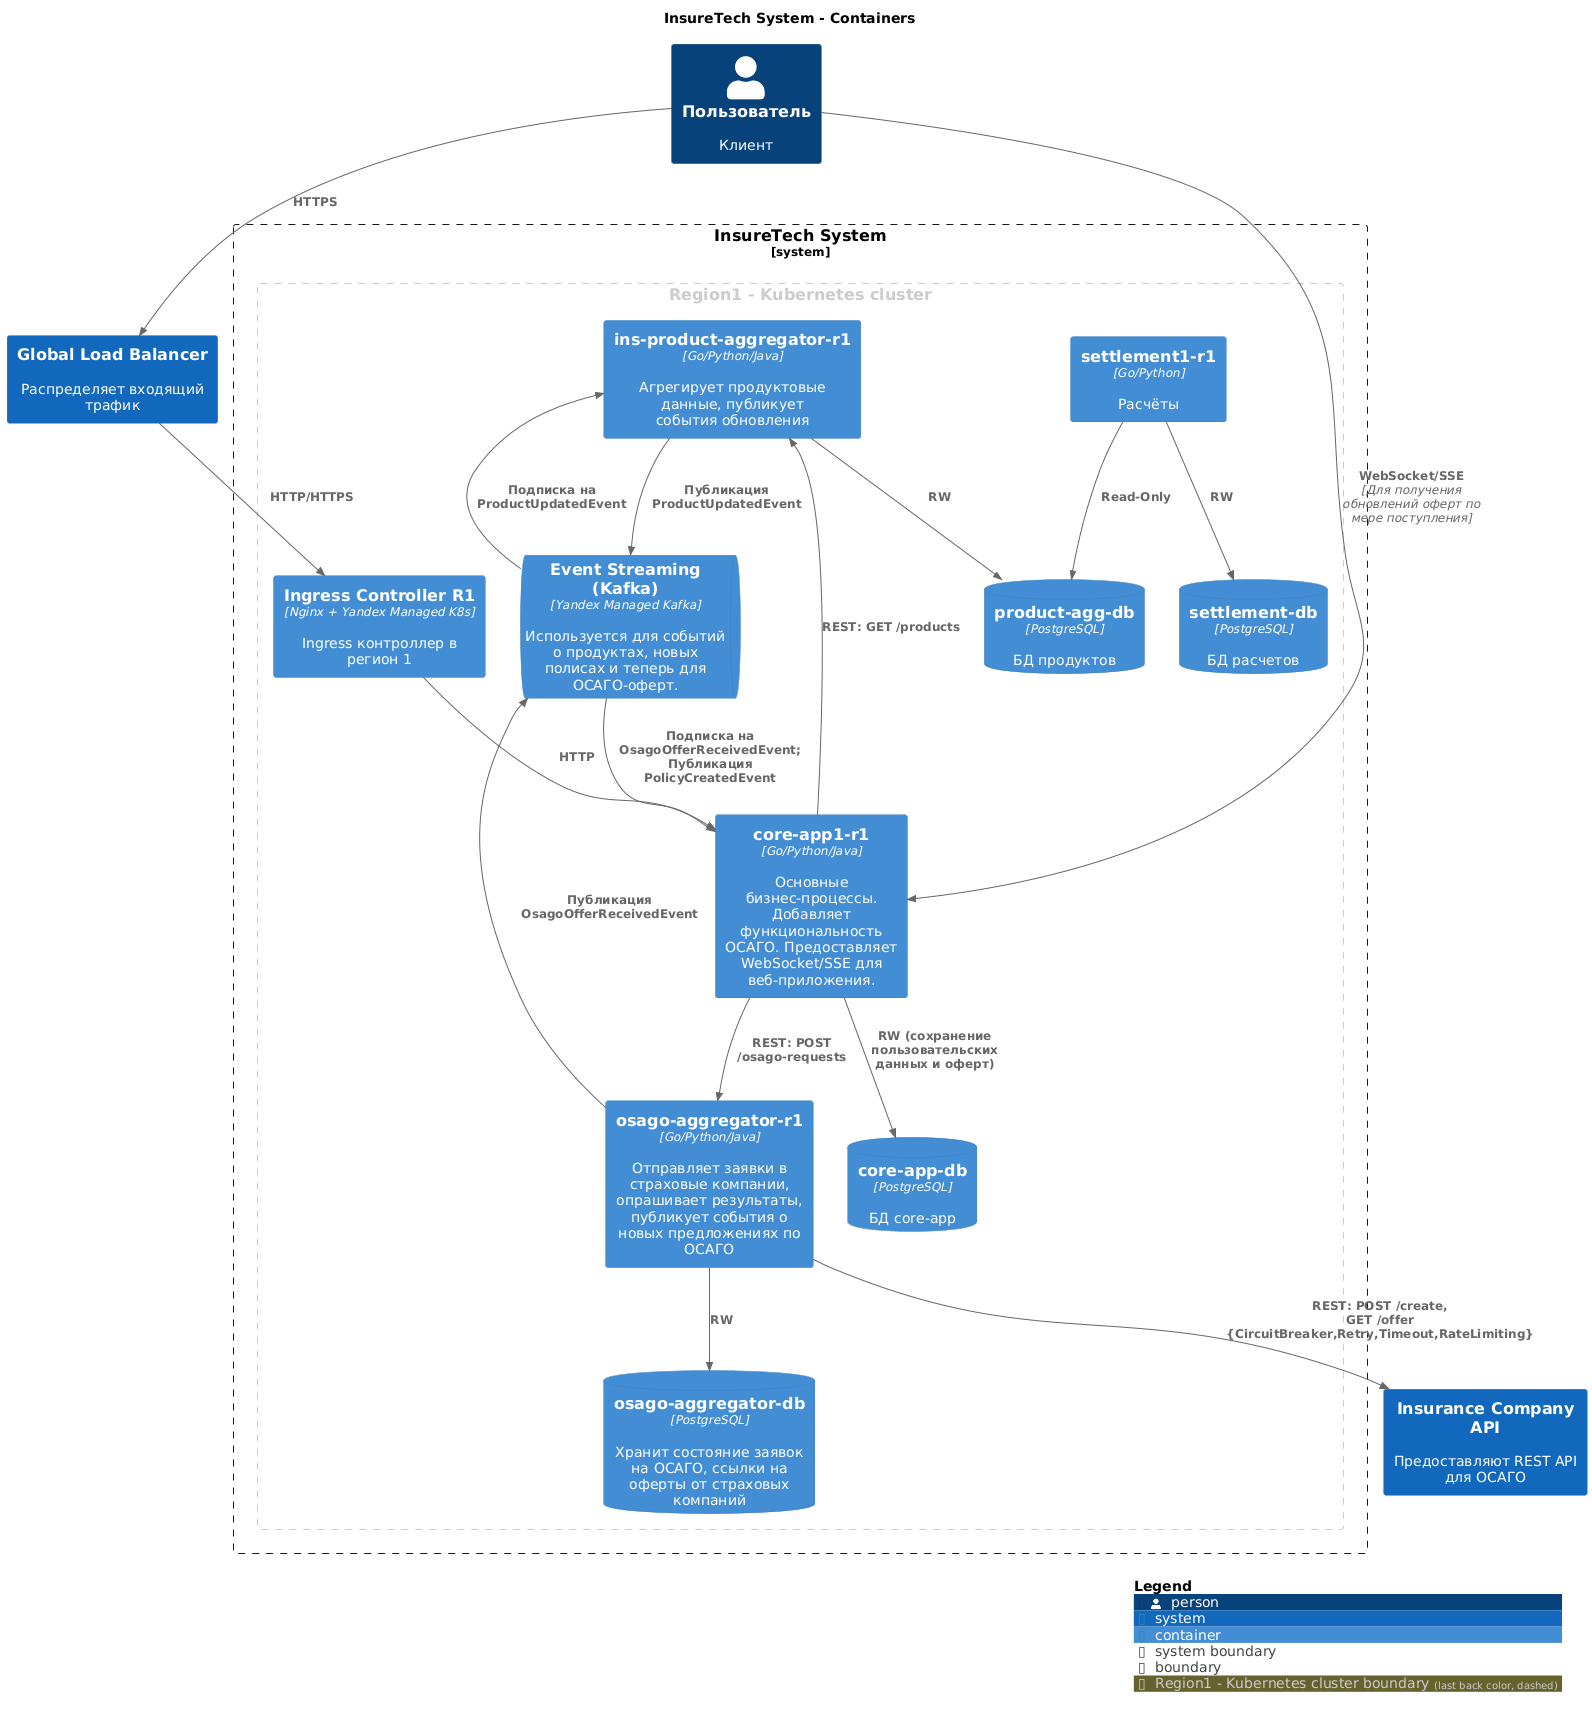 InsureTech System - Containers
Пользователь
Клиент
HTTPS
InsureTech System
[system]
Region1 - Kubernetes cluster
Global Load Balancer
Распределяет входящий
трафик
ins-product-aggregator-r1
[Go/Python/Java]
Агрегирует продуктовые
данные, публикует
события обновления
settlement1-r1
[Go/Python]
Расчёты
HTTP/HTTPS
Подписка на
ProductUpdatedEvent
Публикация
ProductUpdatedEvent
RW
Read-Only
RW
WebSocket/SSE
[Для получения
обновлений оферт по
мере поступления]
Ingress Controller R1
[Nginx + Yandex Managed K8s]
Ingress контроллер в
регион 1
Event Streaming
(Kafka)
[Yandex Managed Kafka]
Используется для событий
о продуктах, новых
полисах и теперь для
ОСАГО-оферт.
REST: GET /products
product-agg-db
[PostgreSQL]
БД продуктов
settlement-db
[PostgreSQL]
БД расчетов
HTTP
Подписка на
OsagoOfferReceivedEvent;
Публикация
PolicyCreatedEvent
core-app1-r1
[Go/Python/Java]
Основные
бизнес-процессы.
Добавляет
функциональность
ОСАГО. Предоставляет
WebSocket/SSE для
веб-приложения.
Публикация
OsagoOfferReceivedEvent
REST: POST
/osago-requests
RW (сохранение
пользовательских
данных и оферт)
osago-aggregator-r1
[Go/Python/Java]
Отправляет заявки в
страховые компании,
опрашивает результаты,
публикует события о
новых предложениях по
ОСАГО
core-app-db
[PostgreSQL]
БД core-app
RW
REST: POST /create,
GET /offer
{CircuitBreaker,Retry,Timeout,RateLimiting}
osago-aggregator-db
[PostgreSQL]
Хранит состояние заявок
на ОСАГО, ссылки на
оферты от страховых
компаний
Insurance Company
API
Предоставляют REST API
для ОСАГО
Legend
person
system
container
system boundary
boundary
Region1 - Kubernetes cluster boundary (last back color, dashed)